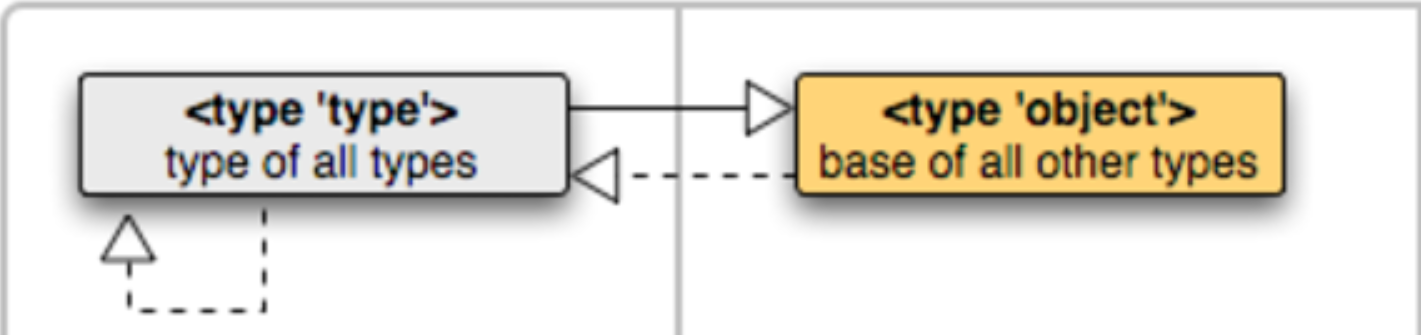 <type 'type'>
type of all types
<type 'object'>
base of all other types